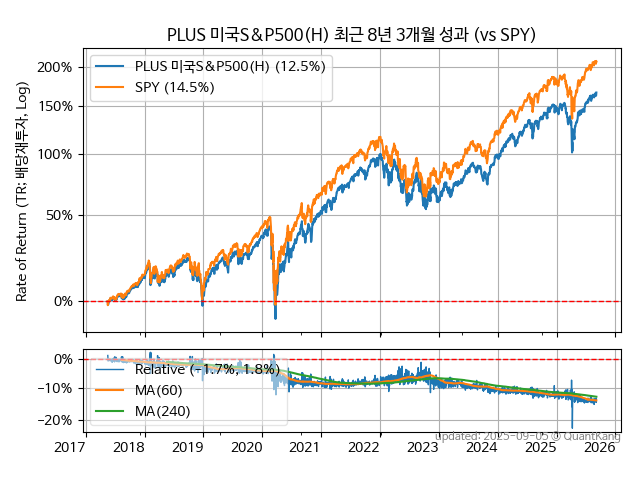 PLUS 미국S&P500(H) 최근 8년 3개월 성과 (vs SPY)
Rate of Return (TR: 배당재투자, Log)
200%
150%
100%
50%
0%
PLUS 미국S&P500(H) (12.5%)
SPY (14.5%)
0%
−10%
−20%
Relative (−1.7%, 1.8%)
MA(60)
MA(240)
Updated: 2025-09-05 © QuantKang
2017 2018 2019 2020 2021 2022 2023 2024 2025 2026